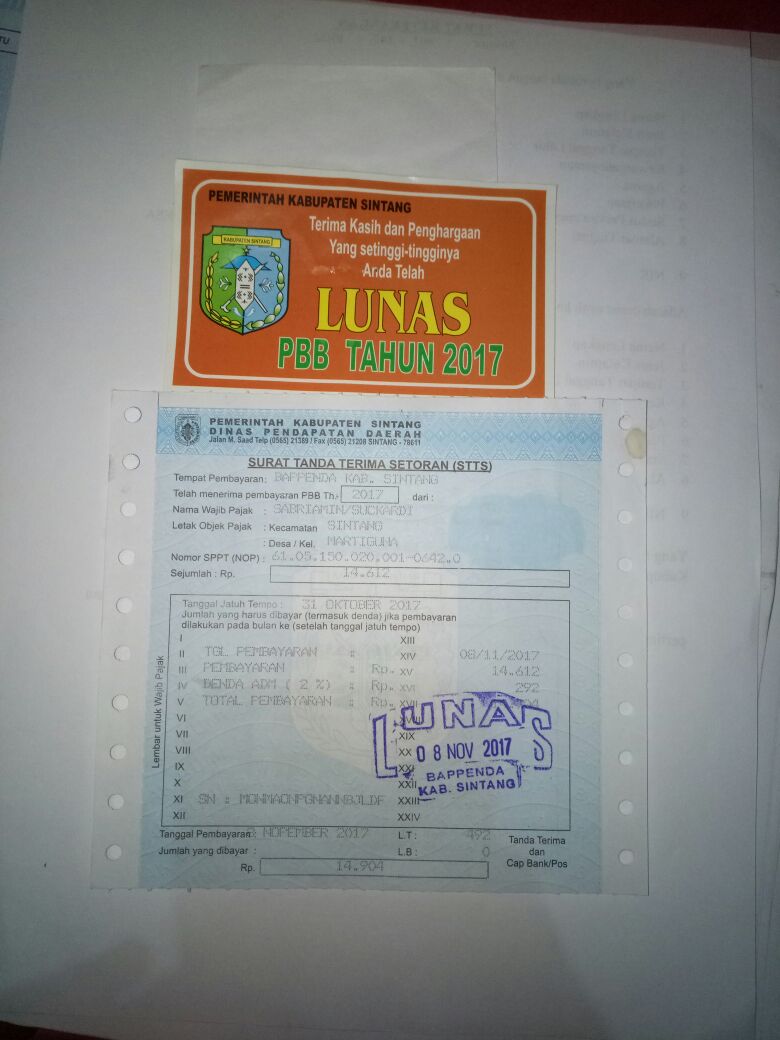 PEMERINTAH KABUPATEN SINTANG
KABUPATEN SINTANG
Terima Kasih dan Penghargaan
Yang setinggi-tingginya
Anda Telah
LUNAS
PBB TAHUN 2017
PEMERINTAH KABUPATEN SINTANG
DINAS PENDAPATAN DAERAH
Jalan M. Saad Telp (0565) 21389 / Fax (0565) 21208 SINTANG - 78611
SURAT TANDA TERIMA SETORAN (STTS)
Tempat Pembayaran: BAPPENDA KAB. SINTANG
Telah menerima pembayaran PBB Th. 2017 dari :
Nama Wajib Pajak : SABRIAMIN/SUCKARDI
Letak Objek Pajak : Kecamatan SINTANG
: Desa / Kel. MARTIGUNA
Nomor SPPT (NOP) : 61.05.150.020.001-0642.0
Sejumlah : Rp. 14.612
Tanggal Jatuh Tempo : 31 OKTOBER 2017
Jumlah yang harus dibayar (termasuk denda) jika pembayaran
dilakukan pada bulan ke (setelah tanggal jatuh tempo)
I XIII
II TGL PEMBAYARAN : XIV 08/11/2017
III PEMBAYARAN : Rp. XV 14.612
IV DENDA ADM ( 2 %) : Rp. XVI 292
V TOTAL PEMBAYARAN : Rp. XVII
VI XVIII
VII XIX
VIII XX
IX XXI
X XXII
XI SN : XXIII
XII XXIV
LUNAS
08 NOV 2017
BAPPENDA
KAB. SINTANG
Lembar untuk Wajib Pajak
Tanggal Pembayaran: NOPEMBER 2017 L.T : 492
Jumlah yang dibayar : L.B : 0
Rp. 14.904
Tanda Terima
dan
Cap Bank/Pos